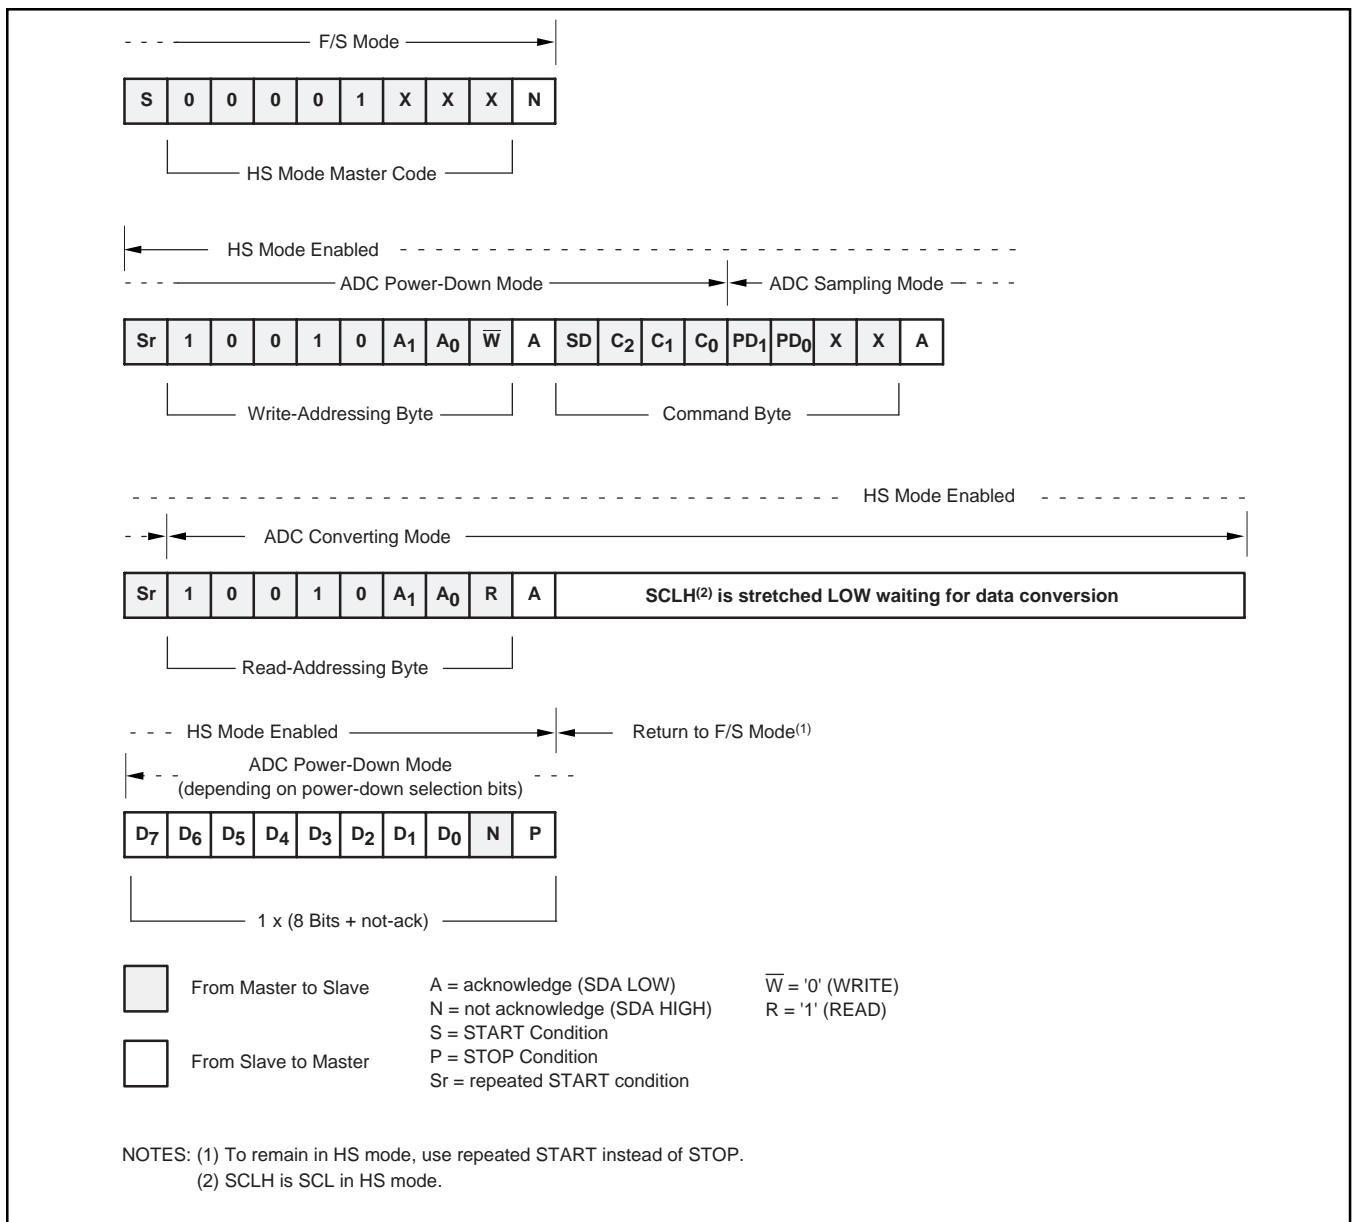 F/S Mode
S 0 0 0 0 1 X X X N
HS Mode Master Code
HS Mode Enabled
ADC Power-Down Mode ADC Sampling Mode
Sr 1 0 0 1 0 A1 A0 W̅ A SD C2 C1 C0 PD1 PD0 X X A
Write-Addressing Byte Command Byte
HS Mode Enabled
ADC Converting Mode
Sr 1 0 0 1 0 A1 A0 R A SCLH(2) is stretched LOW waiting for data conversion
Read-Addressing Byte
HS Mode Enabled Return to F/S Mode(1)
ADC Power-Down Mode
(depending on power-down selection bits)
D7 D6 D5 D4 D3 D2 D1 D0 N P
1 x (8 Bits + not-ack)
From Master to Slave
From Slave to Master
A = acknowledge (SDA LOW)
N = not acknowledge (SDA HIGH)
S = START Condition
P = STOP Condition
Sr = repeated START condition
W̅ = '0' (WRITE)
R = '1' (READ)
NOTES: (1) To remain in HS mode, use repeated START instead of STOP.
(2) SCLH is SCL in HS mode.